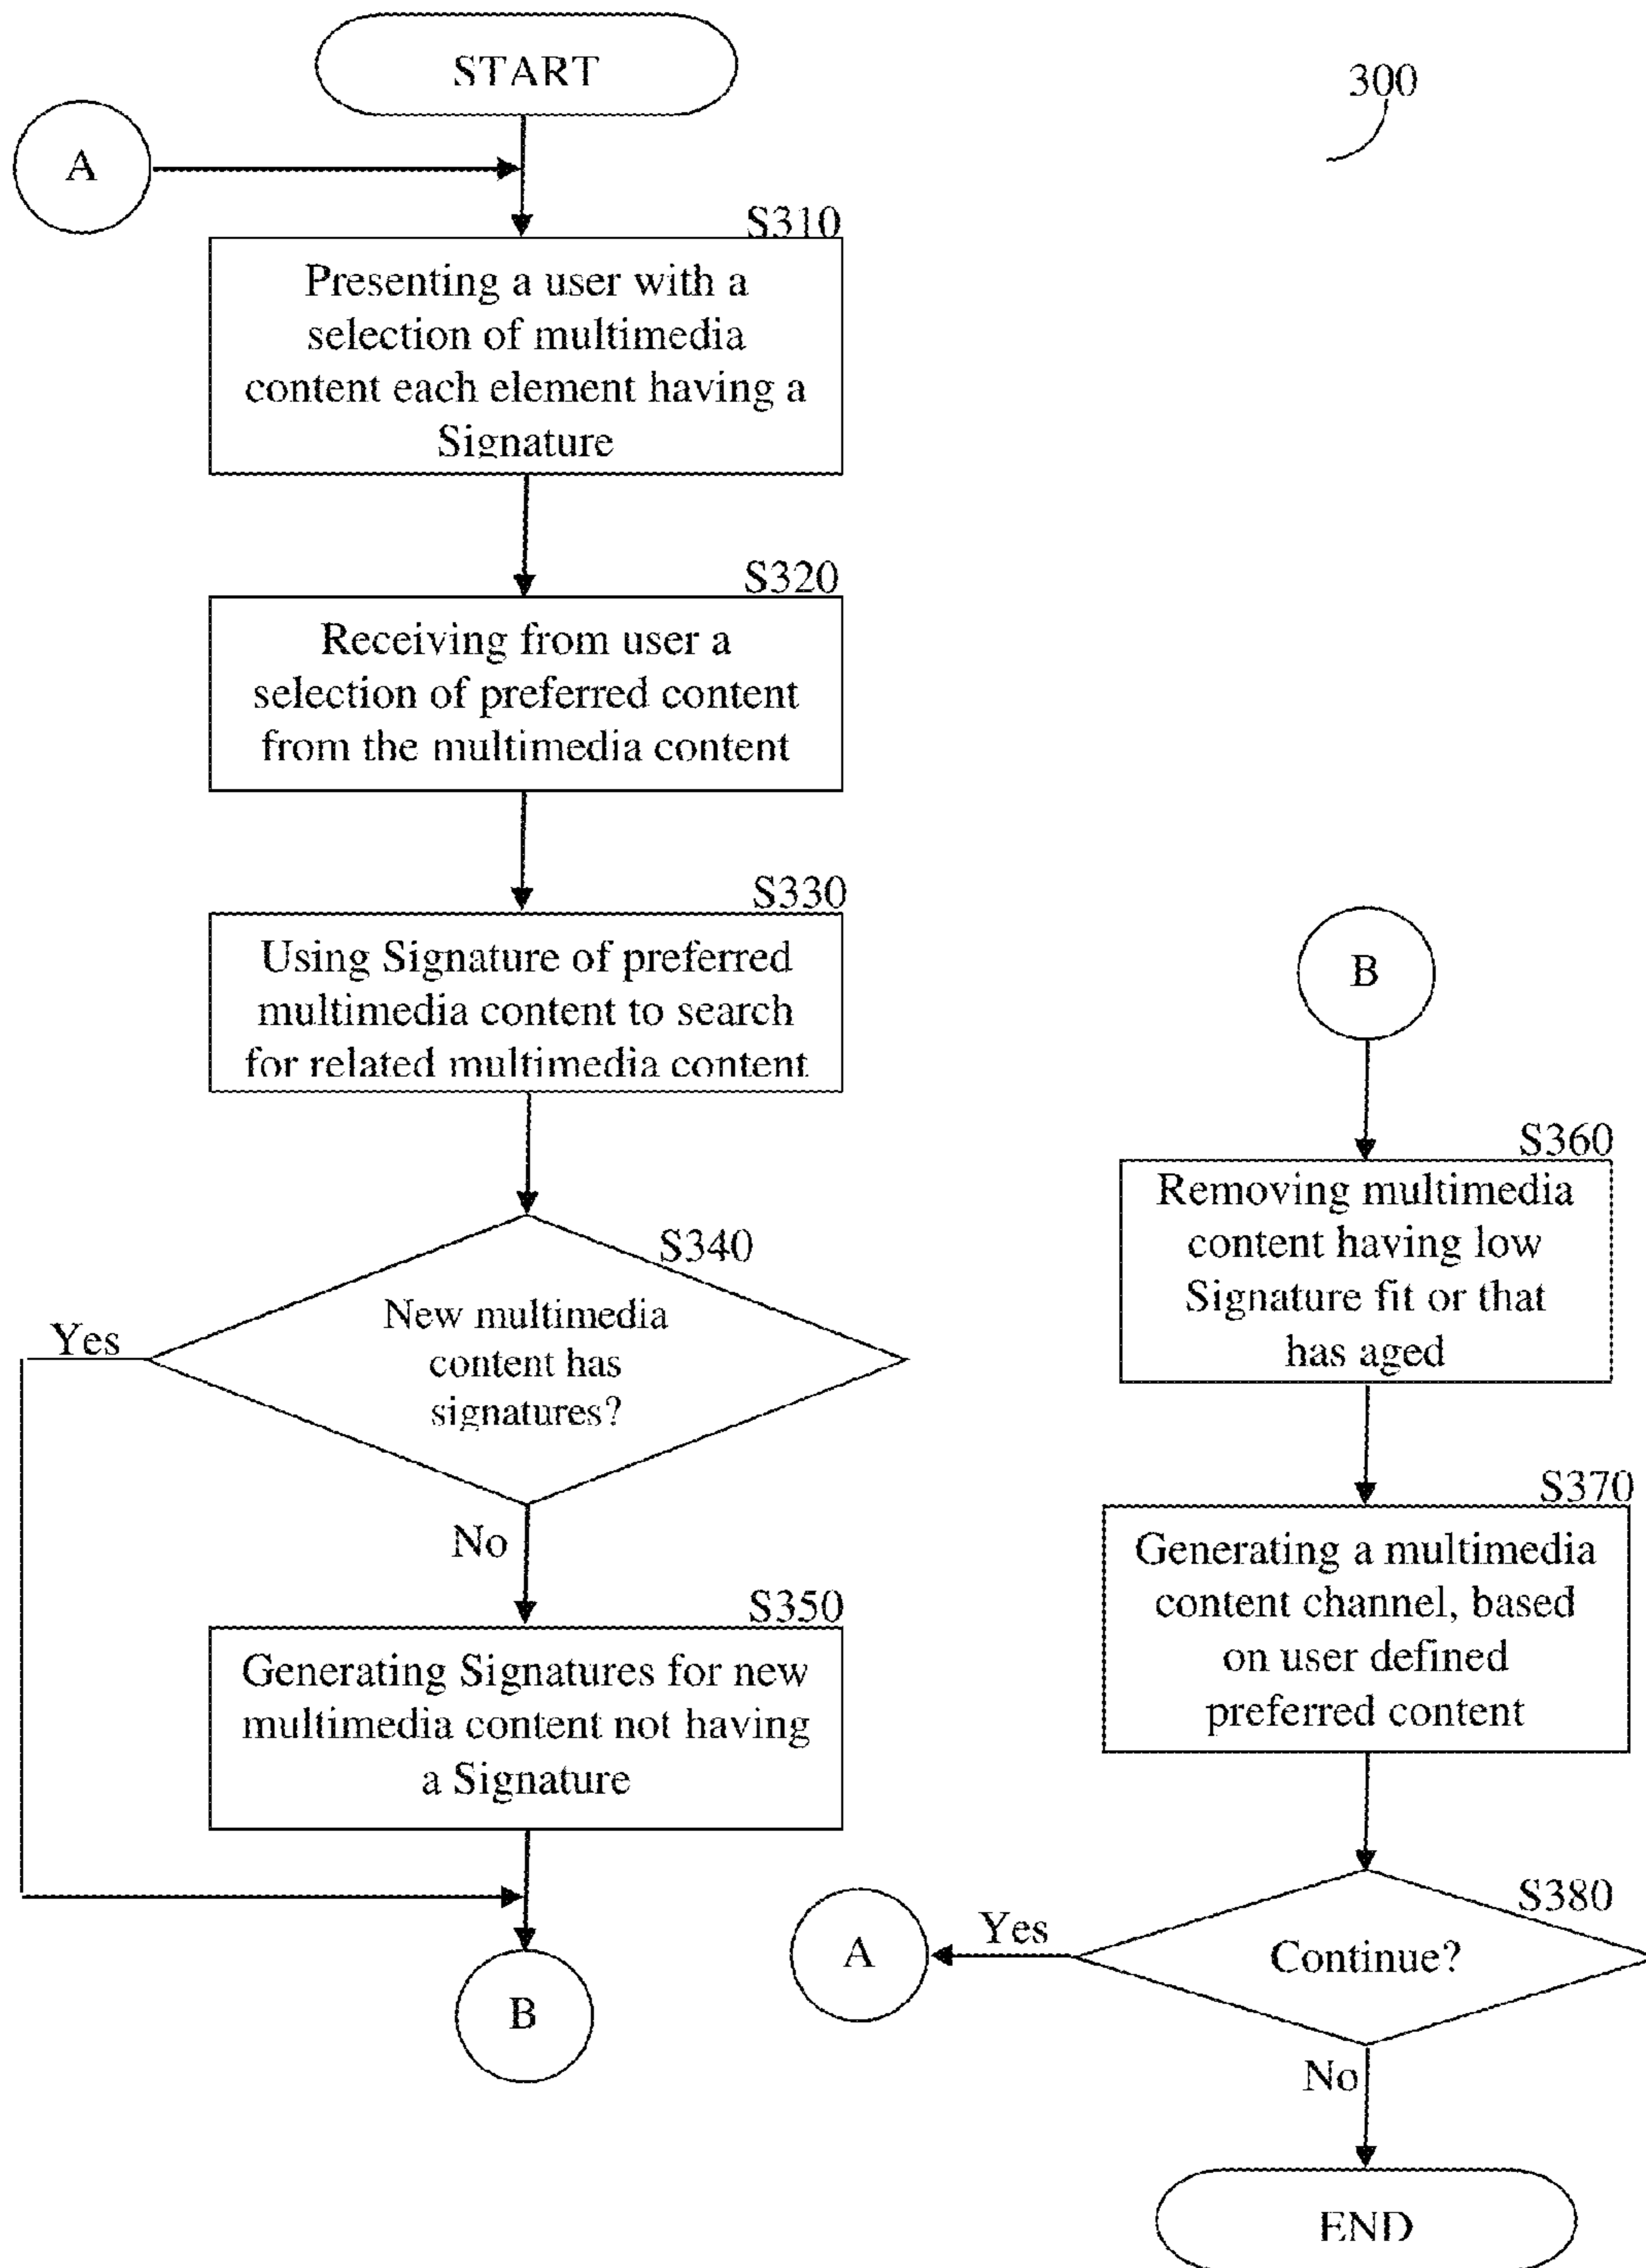 START
300
A
S310
Presenting a user with a
selection of multimedia
content each element having a
Signature
S320
Receiving from user a
selection of preferred content
from the multimedia content
S330
Using Signature of preferred
multimedia content to search
for related multimedia content
S340
New multimedia
content has
signatures?
Yes
No
S350
Generating Signatures for new
multimedia content not having
a Signature
B
B
S360
Removing multimedia
content having low
Signature fit or that
has aged
S370
Generating a multimedia
content channel, based
on user defined
preferred content
S380
Continue?
Yes
A
No
END